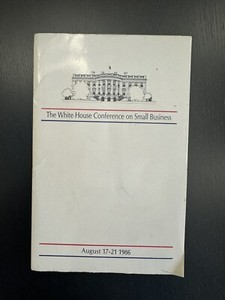 The White House Conference on Small Business
August 17-21 1986